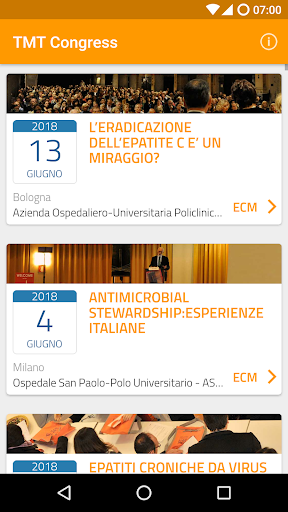 07:00
TMT Congress
2018
13
GIUGNO
L'ERADICAZIONE
DELL'EPATITE C E' UN
MIRAGGIO?
Bologna
Azienda Ospedaliero-Universitaria Policlinic...
ECM
2018
4
GIUGNO
ANTIMICROBIAL
STEWARDSHIP:ESPERIENZE
ITALIANE
Milano
Ospedale San Paolo-Polo Universitario - AS...
ECM
2018
EPATITI CRONICHE DA VIRUS